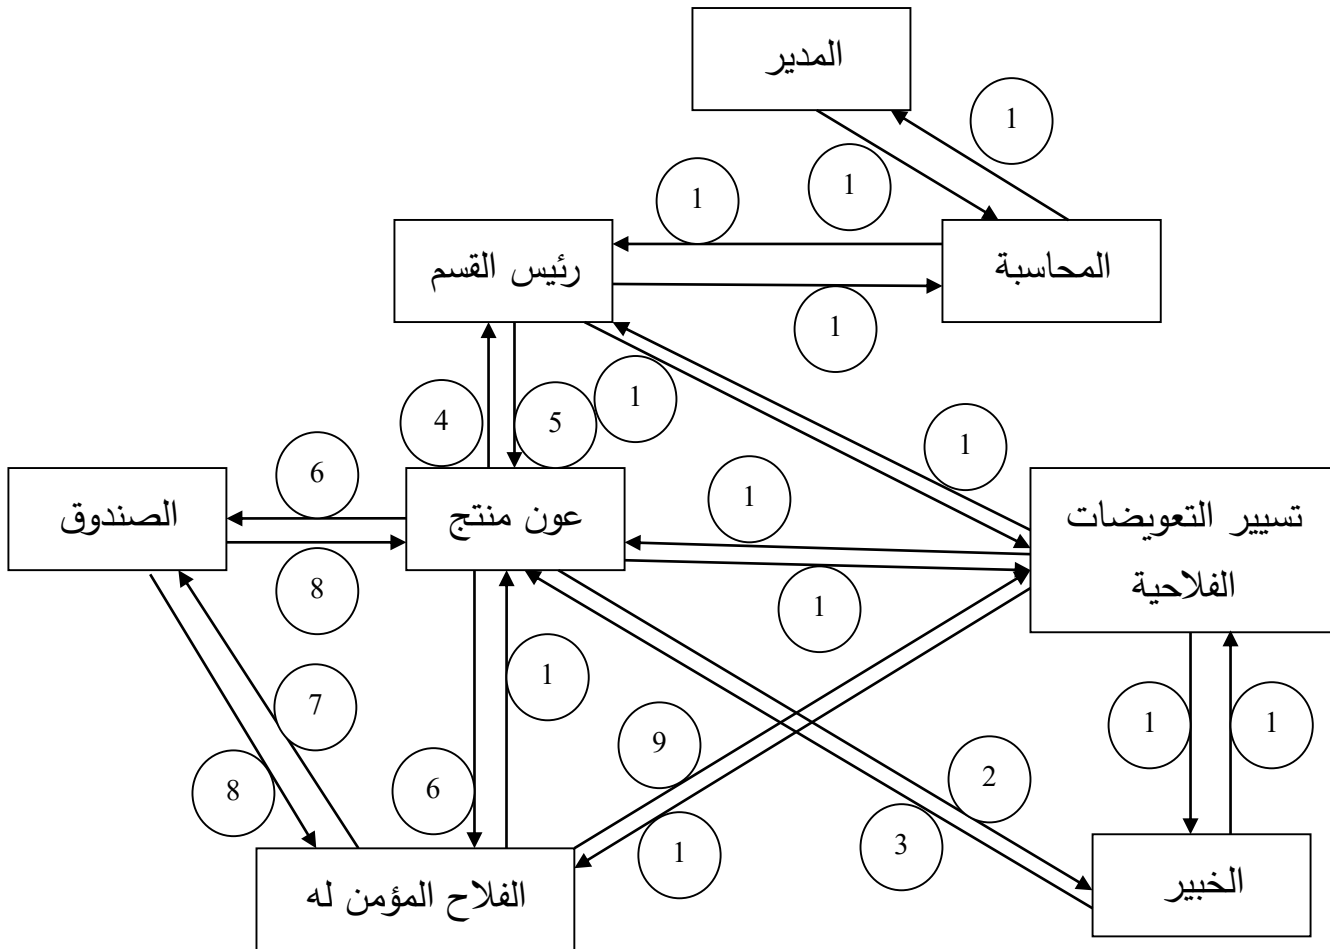 المدير
1
1
1
رئيس القسم
المحاسبة
1
4
5
1
1
6
الصندوق
عون منتج
1
تسيير التعويضات
الفلاحية
8
1
7
1
9
1
1
8
6
2
1
3
الفلاح المؤمن له
الخبير